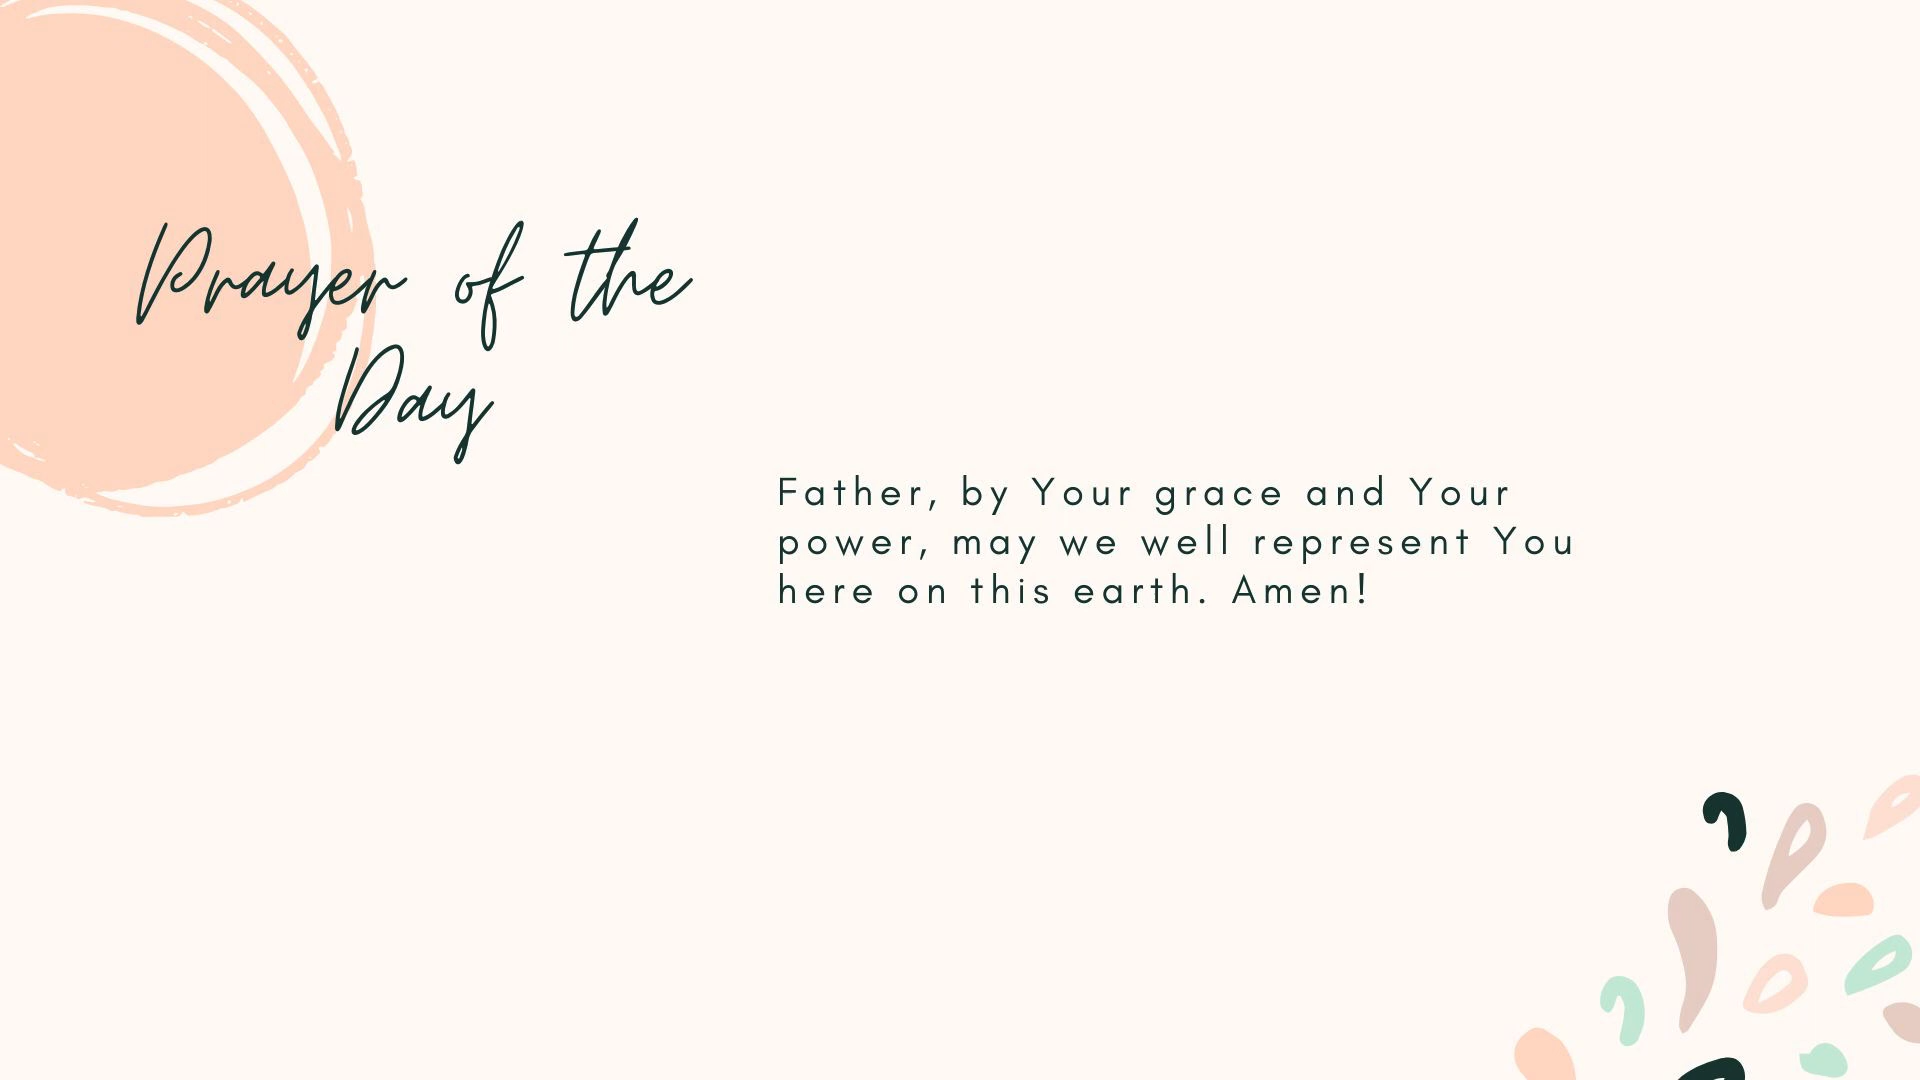 Prayer of the
Day
Father, by Your grace and Your
power, may we well represent You
here on this earth. Amen!